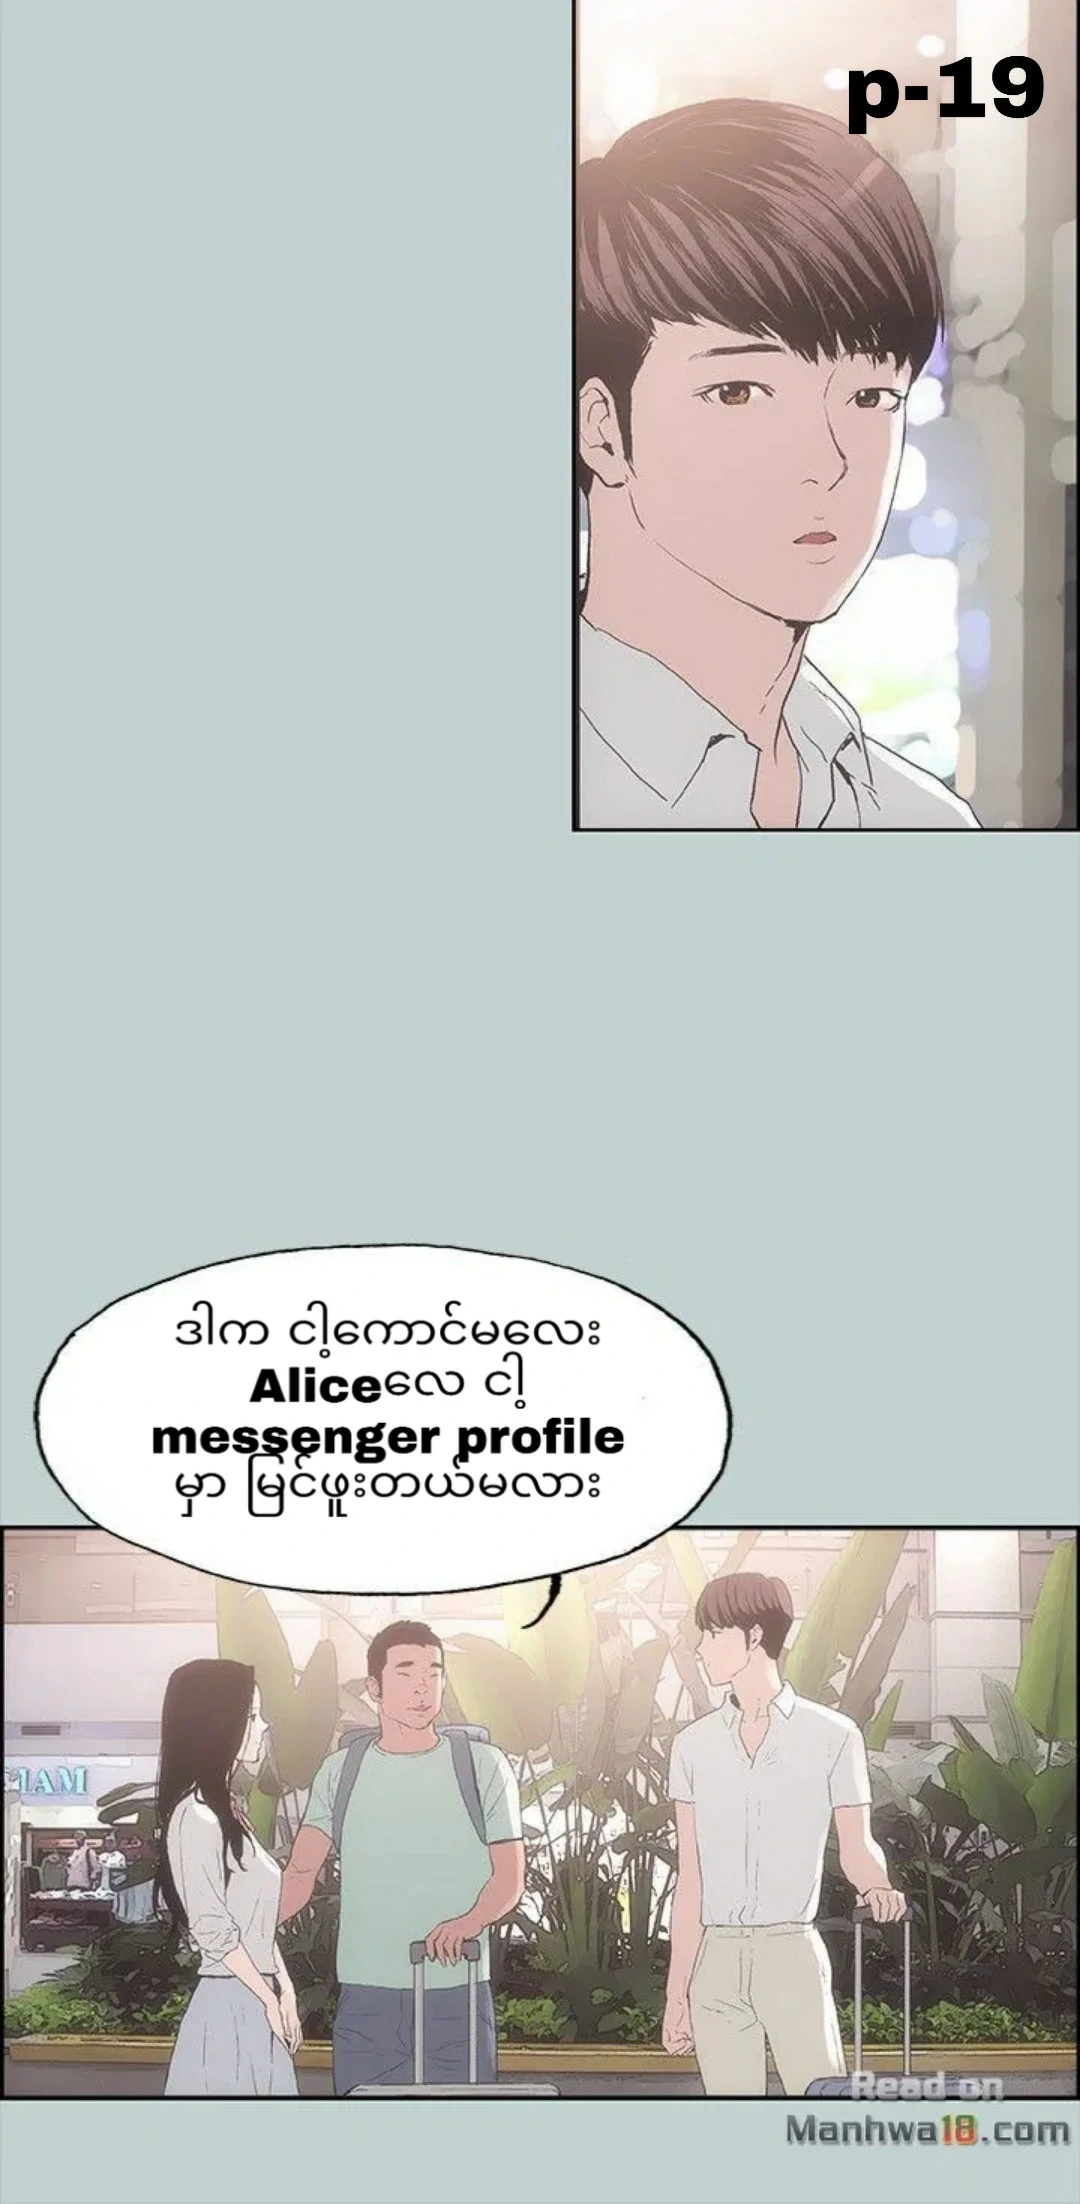 p-19
ဒါက ငါ့ကောင်မလေး
Aliceလေ ငါ့
messenger profile
မှာ မြင်ဖူးတယ်မလား
IAM
Read on
Manhwa18.com